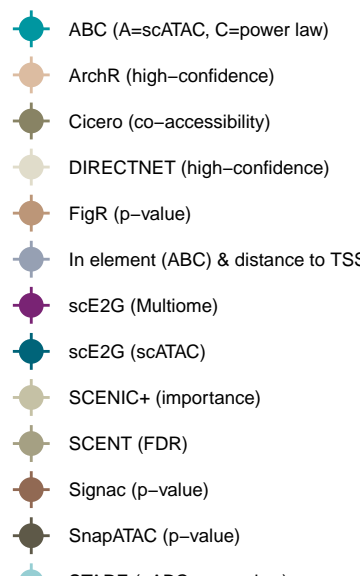 ABC (A=scATAC, C=power law)
ArchR (high−confidence)
Cicero (co−accessibility)
DIRECTNET (high−confidence)
FigR (p−value)
In element (ABC) & distance to TSS
scE2G (Multiome)
scE2G (scATAC)
SCENIC+ (importance)
SCENT (FDR)
Signac (p−value)
SnapATAC (p−value)